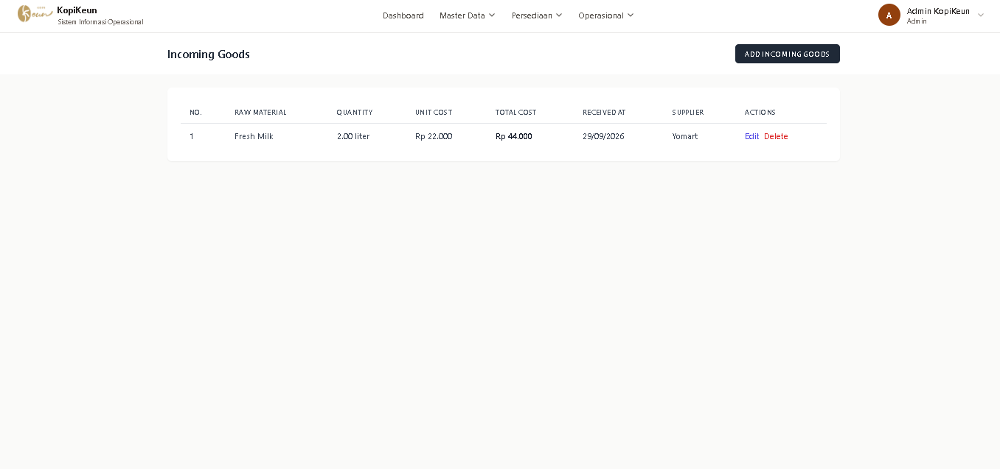 KOPI
Keun
KopiKeun
Sistem Informasi Operasional
Dashboard
Master Data
Persediaan
Operasional
A
Admin KopiKeun
Admin
Incoming Goods
ADD INCOMING GOODS
NO. RAW MATERIAL QUANTITY UNIT COST TOTAL COST RECEIVED AT SUPPLIER ACTIONS
1 Fresh Milk 2.00 liter Rp 22.000 Rp 44.000 29/09/2026 Yomart Edit Delete